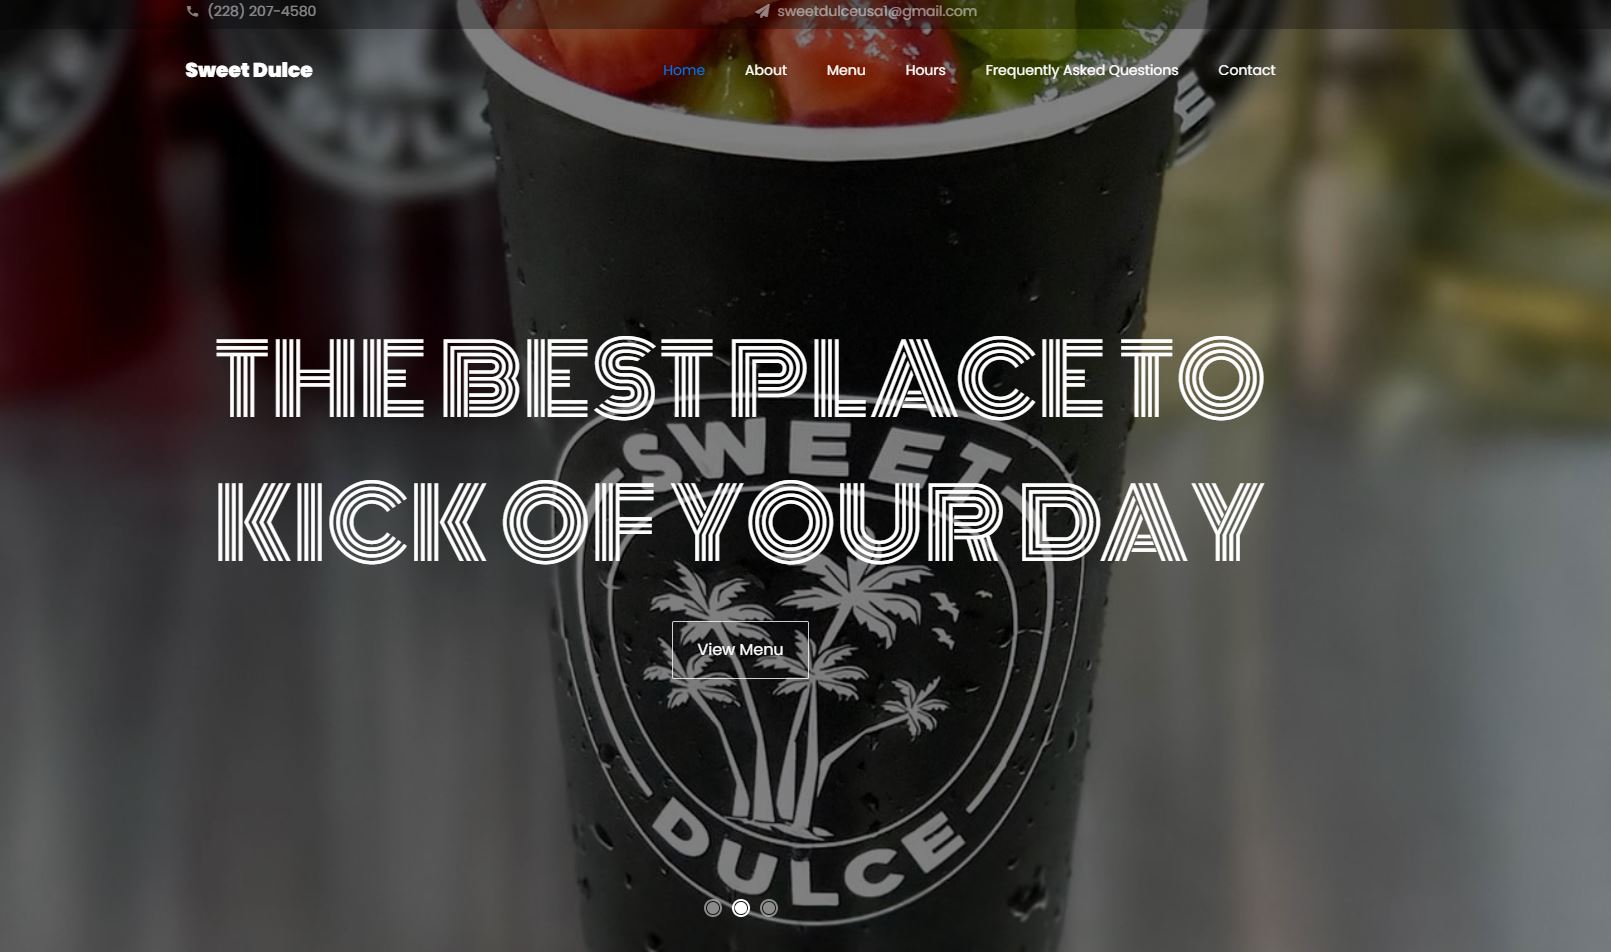 (228) 207-4580
sweetdulceusa1@gmail.com
Sweet Dulce
Home
About
Menu
Hours
Frequently Asked Questions
Contact
THE BEST PLACE TO
KICK OF YOUR DAY
SWEET
View Menu
DULCE